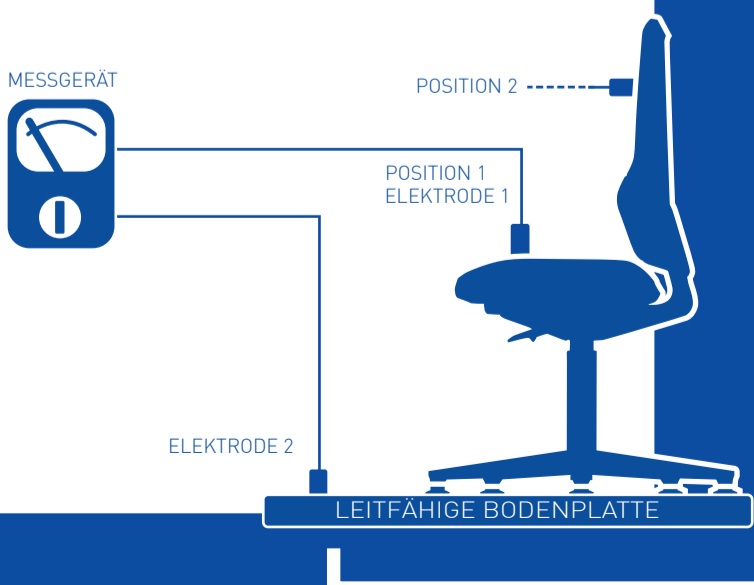 MESSGERÄT
POSITION 2
POSITION 1
ELEKTRODE 1
ELEKTRODE 2
LEITFÄHIGE BODENPLATTE